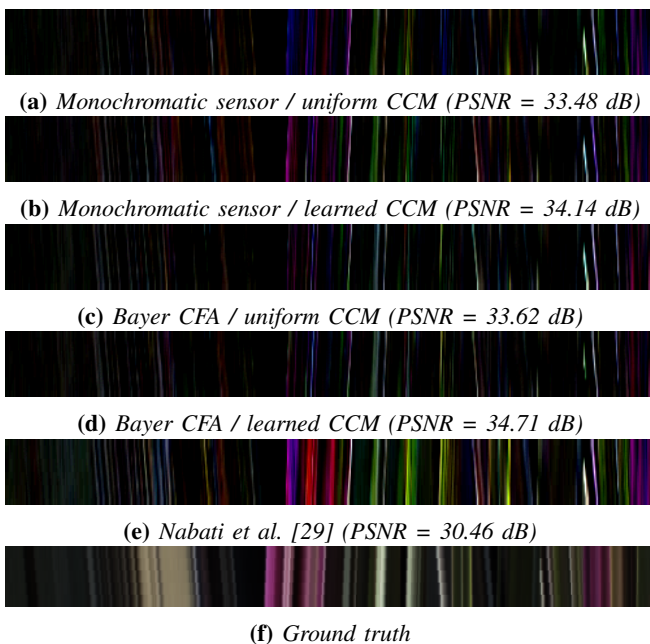 (a) Monochromatic sensor / uniform CCM (PSNR = 33.48 dB)
(b) Monochromatic sensor / learned CCM (PSNR = 34.14 dB)
(c) Bayer CFA / uniform CCM (PSNR = 33.62 dB)
(d) Bayer CFA / learned CCM (PSNR = 34.71 dB)
(e) Nabati et al. [29] (PSNR = 30.46 dB)
(f) Ground truth